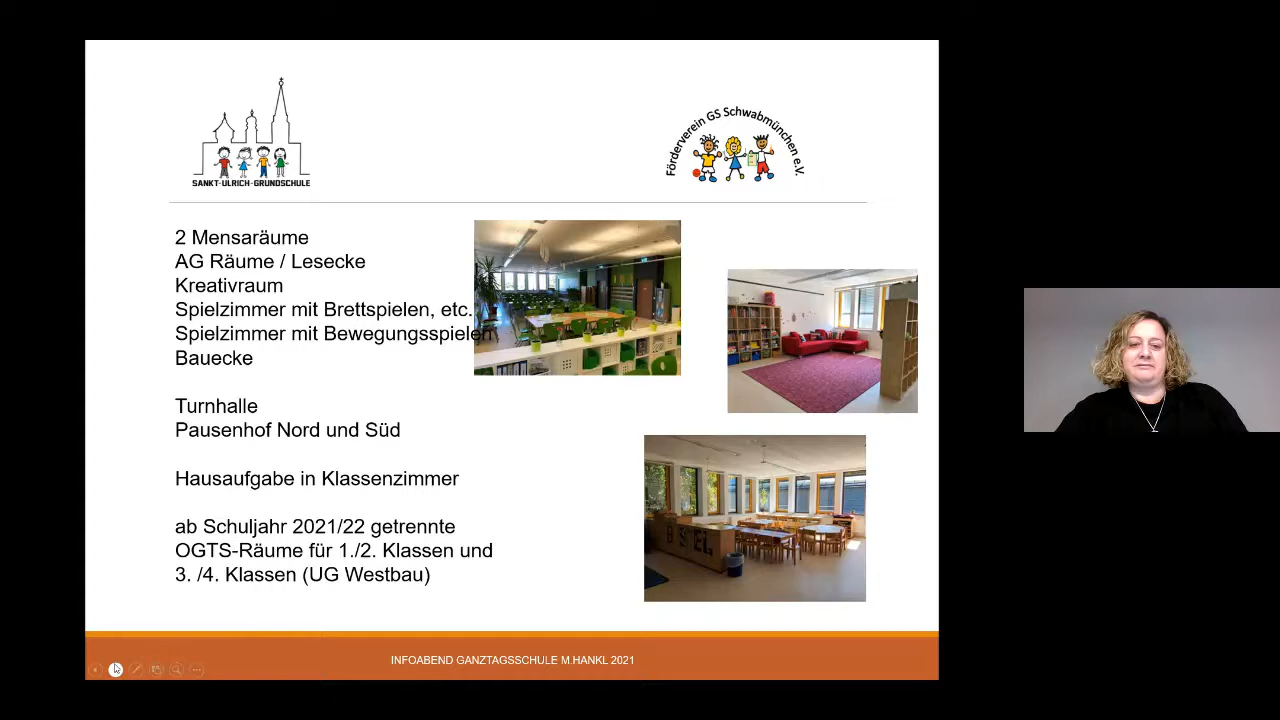 SANKT-ULRICH-GRUNDSCHULE
Förderverein GS Schwabmünchen e.V.
2 Mensaräume
AG Räume / Lesecke
Kreativraum
Spielzimmer mit Brettspielen, etc.
Spielzimmer mit Bewegungsspielen
Bauecke
Turnhalle
Pausenhof Nord und Süd
Hausaufgabe in Klassenzimmer
ab Schuljahr 2021/22 getrennte
OGTS-Räume für 1./2. Klassen und
3. /4. Klassen (UG Westbau)
INFOABEND GANZTAGSSCHULE M.HANKL 2021